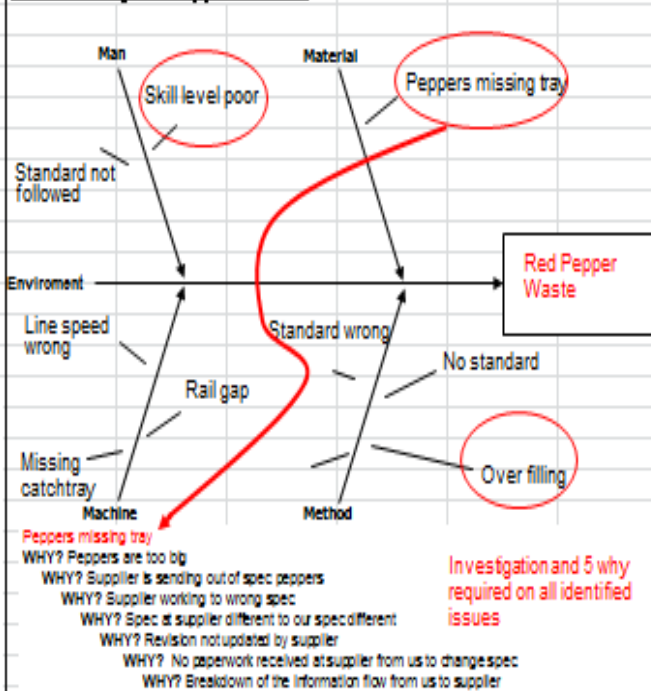 Man
Material
Skill level poor
Peppers missing tray
Standard not
followed
Enviroment
Red Pepper
Waste
Line speed
wrong
Standard wrong
No standard
Rail gap
Missing
catchtray
Over filling
Machine
Method
Peppers missing tray
WHY? Peppers are too big
WHY? Supplier is sending out of spec peppers
WHY? Supplier working to wrong spec
WHY? Spec at supplier different to our spec different
WHY? Revision not updated by supplier
WHY? No paperwork received at supplier from us to change spec
WHY? Breakdown of the information flow from us to supplier
Investigation and 5 why
required on all identified
issues